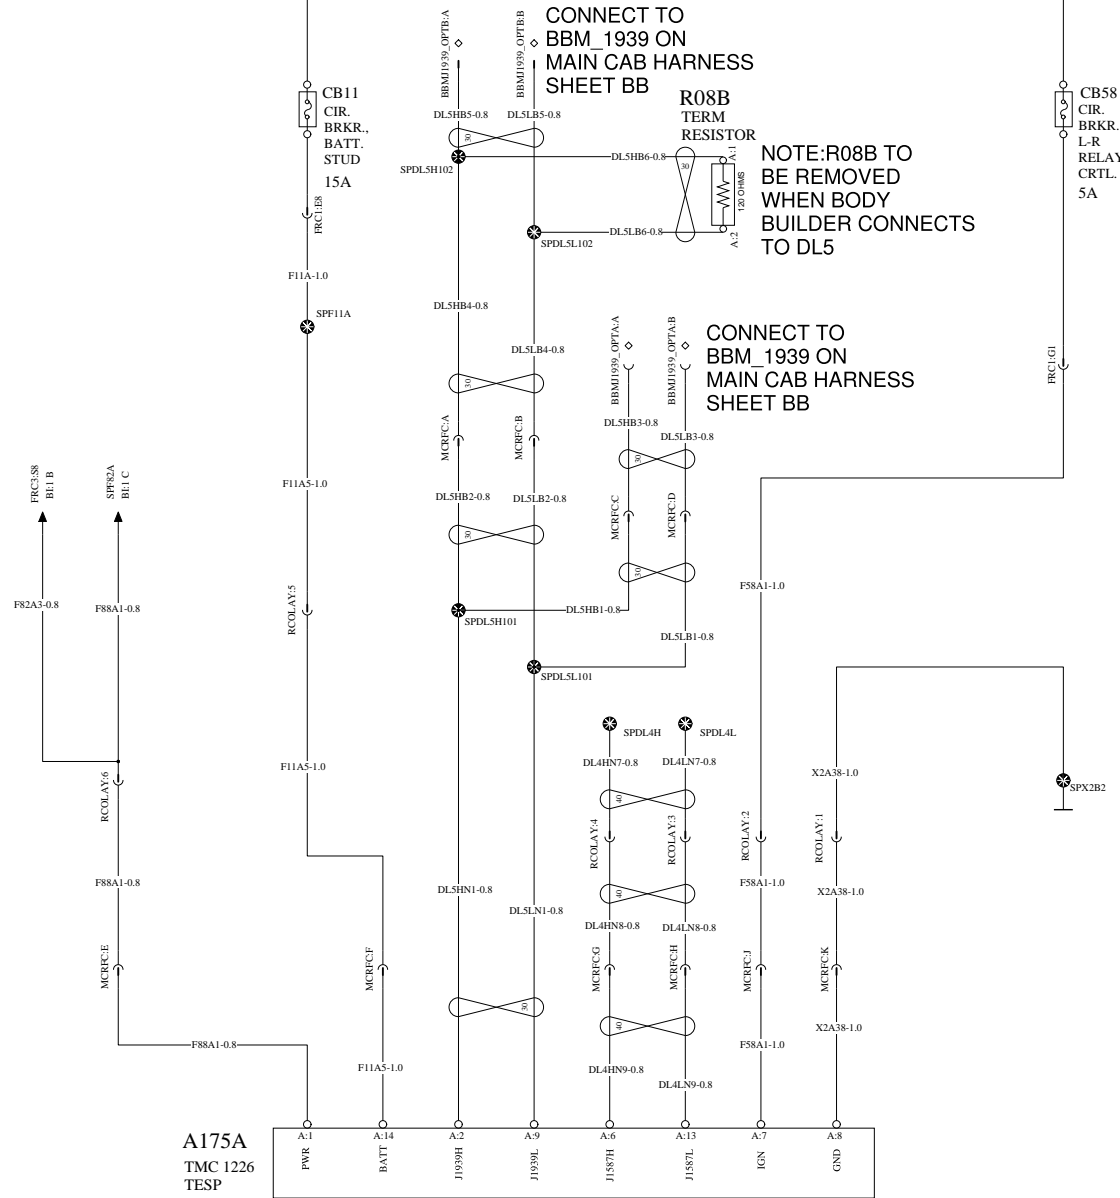 CONNECT TO
BBM_1939 ON
MAIN CAB HARNESS
SHEET BB
BBMJ1939_OPTB:A
BBMJ1939_OPTB:B
CB11
CIR.
BRKR.,
BATT.
STUD
15A
DL5HB5-0.8
DL5LB5-0.8
30
R08B
TERM
RESISTOR
CB58
CIR.
BRKR.
L-R
RELAY
CRTL.
5A
SPDL5H102
DL5HB6-0.8
30
A:1
120 OHMS
A:2
NOTE:R08B TO
BE REMOVED
WHEN BODY
BUILDER CONNECTS
TO DL5
FRC1:E8
DL5LB6-0.8
SPDL5L102
F11A-1.0
SPF11A
DL5HB4-0.8
DL5LB4-0.8
30
BBMJ1939_OPTA:A
BBMJ1939_OPTA:B
CONNECT TO
BBM_1939 ON
MAIN CAB HARNESS
SHEET BB
FRC1:G1
MCRFC:A
MCRFC:B
DL5HB3-0.8
DL5LB3-0.8
30
FRC3:S8
BI:1 B
SPF82A
BI:1 C
F11A5-1.0
DL5HB2-0.8
DL5LB2-0.8
30
MCRFC:C
MCRFC:D
30
F82A3-0.8
F88A1-0.8
RCOLAY:5
SPDL5H101
DL5HB1-0.8
F58A1-1.0
DL5LB1-0.8
SPDL5L101
SPDL4H
SPDL4L
F11A5-1.0
DL4HN7-0.8
DL4LN7-0.8
X2A38-1.0
SPX2B2
RCOLAY:6
40
RCOLAY:4
RCOLAY:3
RCOLAY:2
RCOLAY:1
F88A1-0.8
DL5HN1-0.8
DL5LN1-0.8
40
F58A1-1.0
X2A38-1.0
DL4HN8-0.8
DL4LN8-0.8
MCRFC:E
MCRFC:F
MCRFC:G
MCRFC:H
MCRFC:J
MCRFC:K
30
40
F88A1-0.8
X2A38-1.0
F58A1-1.0
F11A5-1.0
DL4HN9-0.8
DL4LN9-0.8
A175A
TMC 1226
TESP
A:1
A:14
A:2
A:9
A:6
A:13
A:7
A:8
PWR
BATT
J1939H
J1939L
J1587H
J1587L
IGN
GND